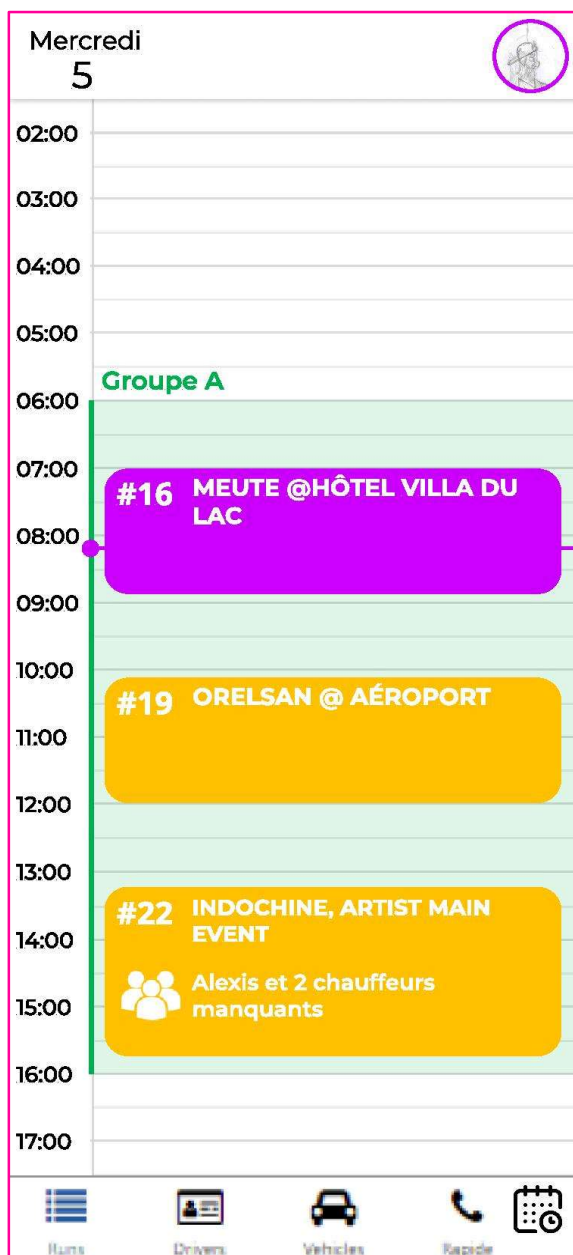 Mercredi
5
02:00
03:00
04:00
05:00
Groupe A
06:00
07:00
#16 MEUTE @HÔTEL VILLA DU
LAC
08:00
09:00
10:00
#19 ORELSAN @ AÉROPORT
11:00
12:00
13:00
#22 INDOCHINE, ARTIST MAIN
EVENT
14:00
Alexis et 2 chauffeurs
manquants
15:00
16:00
17:00
Runs Drivers Vehicles Rapide